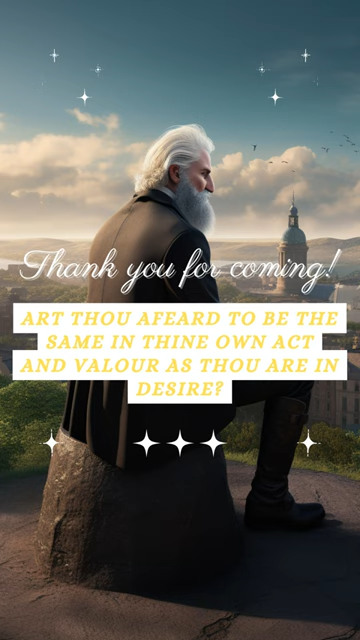 Thank you for coming!
ART THOU AFEARD TO BE THE
SAME IN THINE OWN ACT
AND VALOUR AS THOU ARE IN
DESIRE?